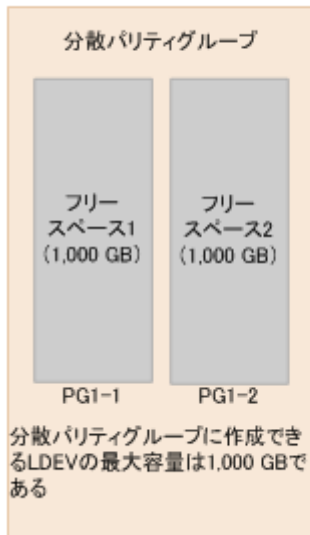 分散パリティグループ
フリー
スペース1
(1,000 GB)
フリー
スペース2
(1,000 GB)
PG1-1
PG1-2
分散パリティグループに作成でき
るLDEVの最大容量は1,000 GBで
ある